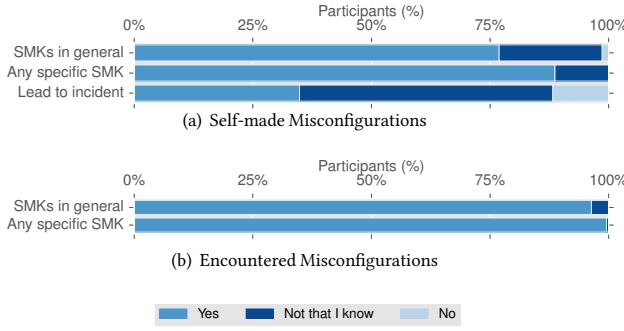 Participants (%)
0% 25% 50% 75% 100%
SMKs in general
Any specific SMK
Lead to incident
(a) Self-made Misconfigurations
Participants (%)
0% 25% 50% 75% 100%
SMKs in general
Any specific SMK
(b) Encountered Misconfigurations
Yes Not that I know No